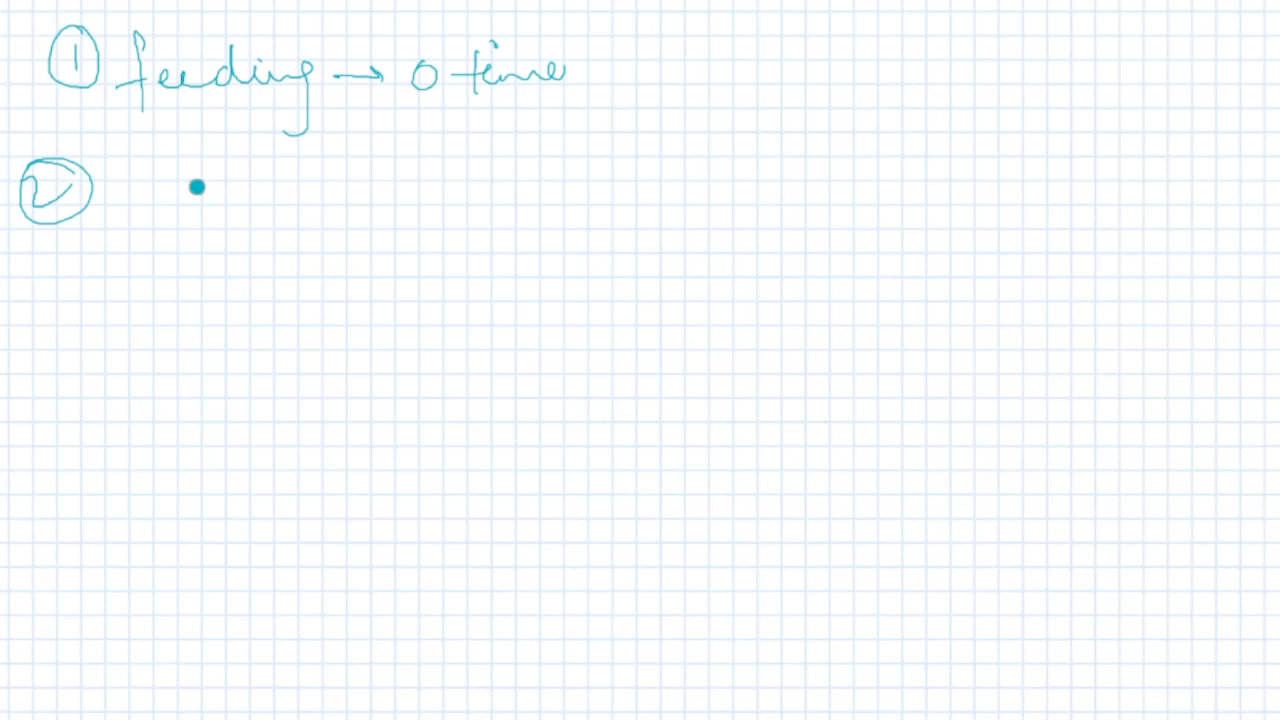 ① feeding → 0 time
②